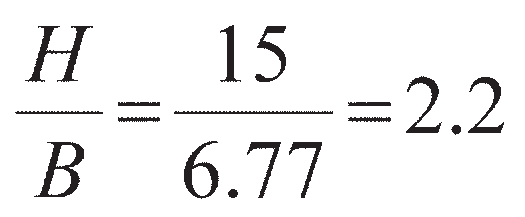 H/B = 15/6.77 = 2.2